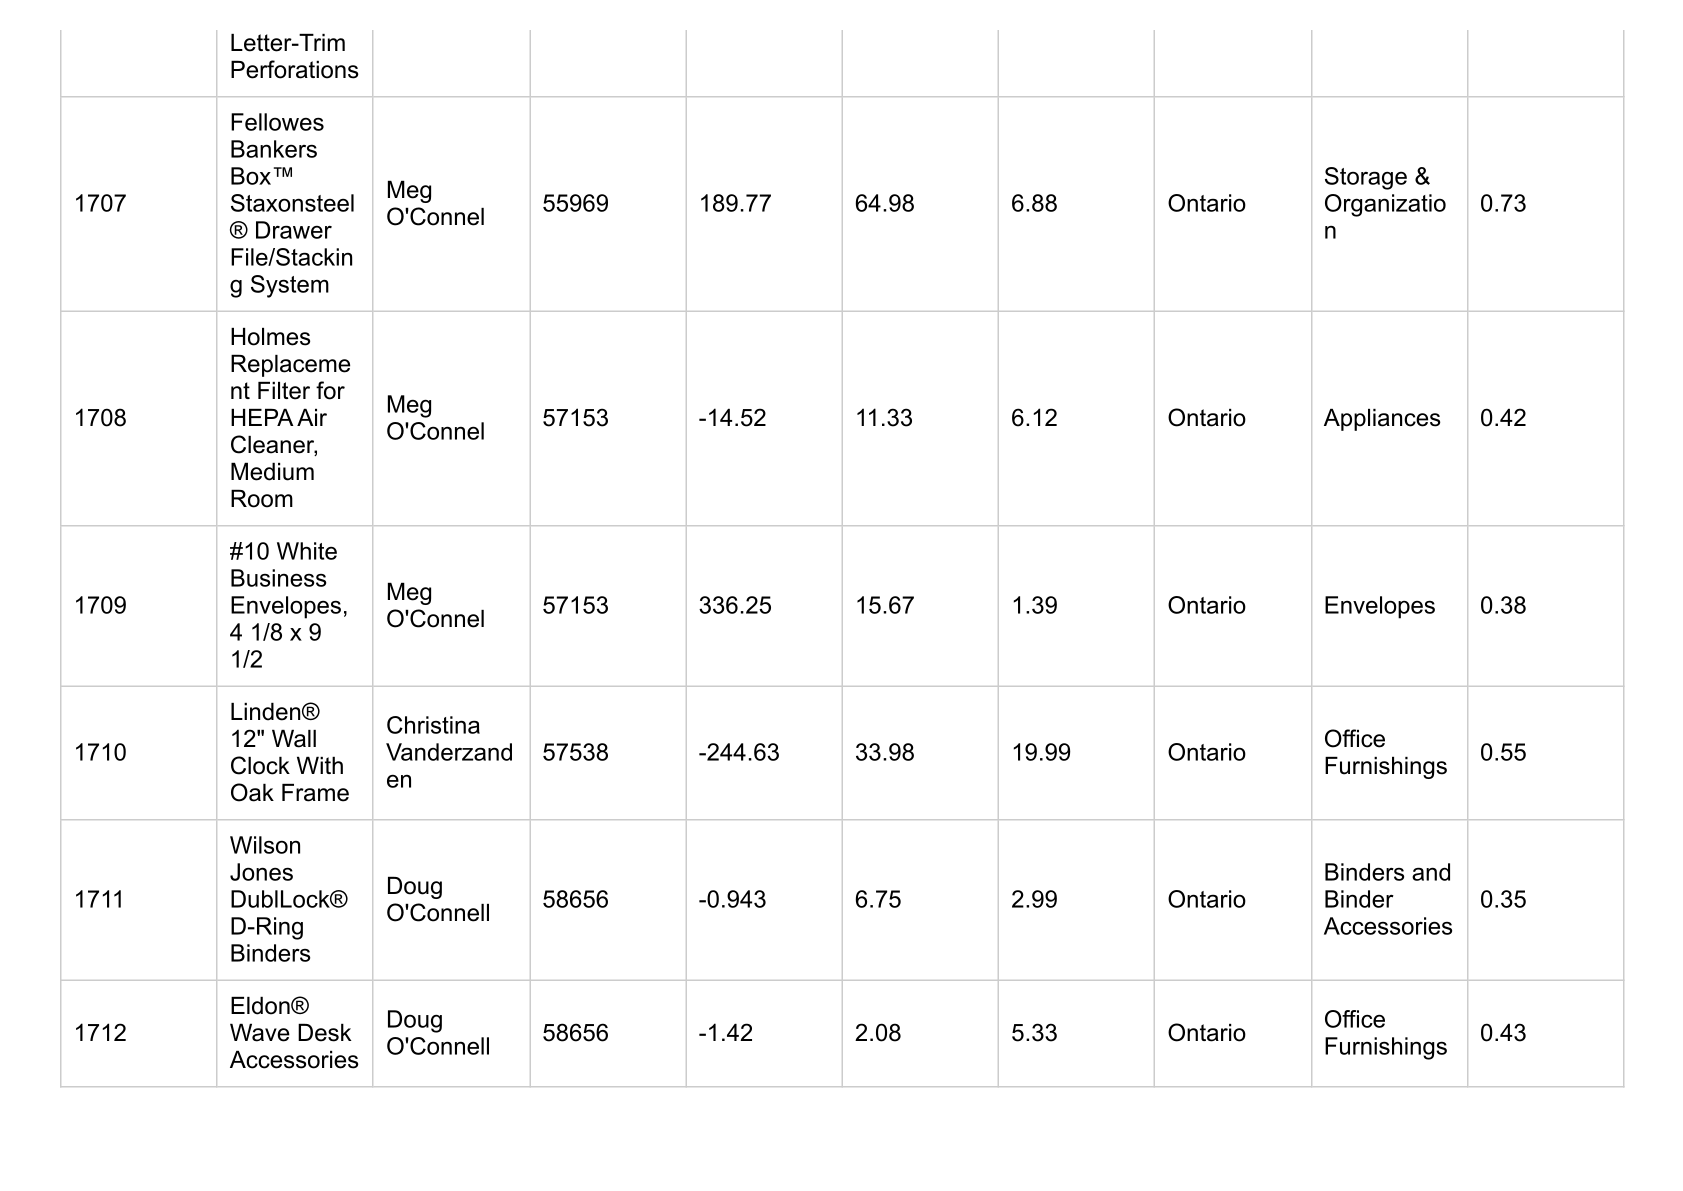 Letter-Trim
Perforations
1707
Fellowes
Bankers
Box™
Staxonsteel
® Drawer
File/Stackin
g System
Meg
O'Connel
55969
189.77
64.98
6.88
Ontario
Storage &
Organizatio
n
0.73
1708
Holmes
Replaceme
nt Filter for
HEPA Air
Cleaner,
Medium
Room
Meg
O'Connel
57153
-14.52
11.33
6.12
Ontario
Appliances
0.42
1709
#10 White
Business
Envelopes,
4 1/8 x 9
1/2
Meg
O'Connel
57153
336.25
15.67
1.39
Ontario
Envelopes
0.38
1710
Linden®
12" Wall
Clock With
Oak Frame
Christina
Vanderzand
en
57538
-244.63
33.98
19.99
Ontario
Office
Furnishings
0.55
1711
Wilson
Jones
DublLock®
D-Ring
Binders
Doug
O'Connell
58656
-0.943
6.75
2.99
Ontario
Binders and
Binder
Accessories
0.35
1712
Eldon®
Wave Desk
Accessories
Doug
O'Connell
58656
-1.42
2.08
5.33
Ontario
Office
Furnishings
0.43